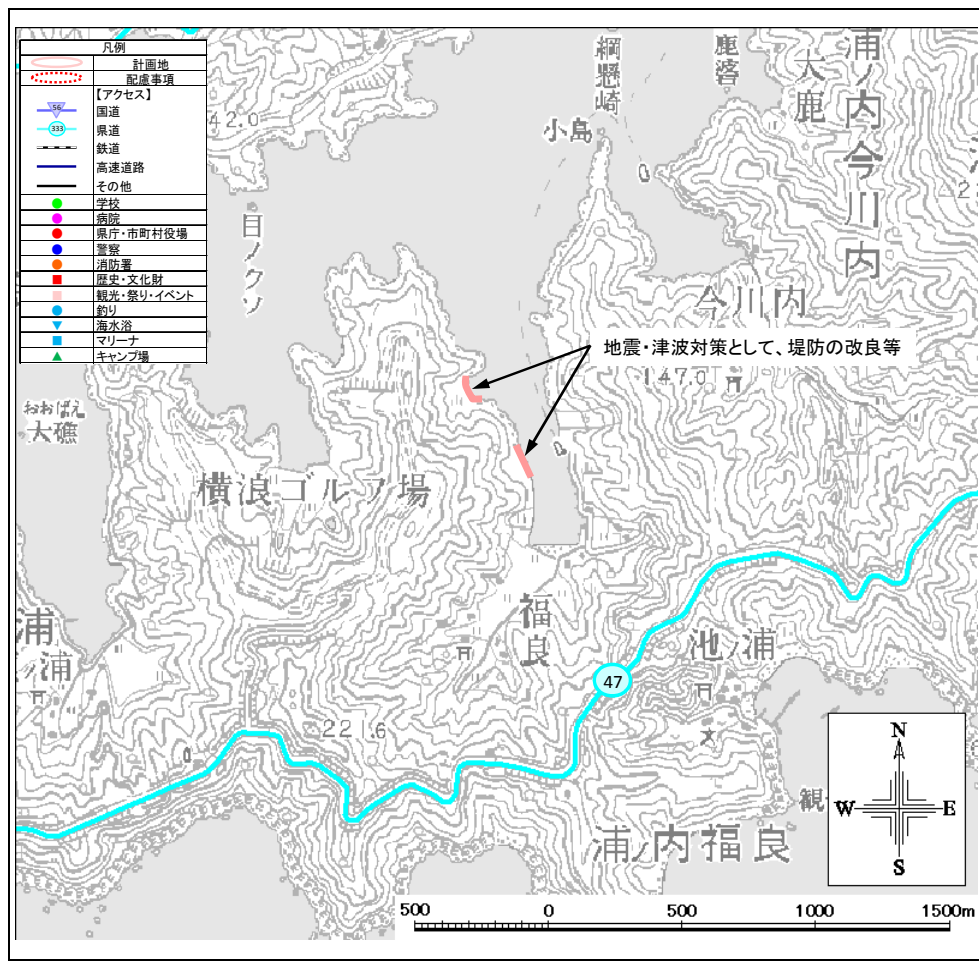 凡例
計画地
配慮事項
【アクセス】
56
国道
333
県道
鉄道
高速道路
その他
学校
病院
県庁・市町村役場
警察
消防署
歴史・文化財
観光・祭り・イベント
釣り
海水浴
マリーナ
キャンプ場
42.0
目ノクソ
綱懸崎
小島
鹿落
大鹿
浦ノ内今川内
今川内
147.0
地震・津波対策として、堤防の改良等
おおばえ
大礁
横浪ゴルフ場
福良
浦ノ浦
池ノ浦
47
22
.6
浦ノ内福良
観
N
W
E
S
500
0
500
1000
1500m